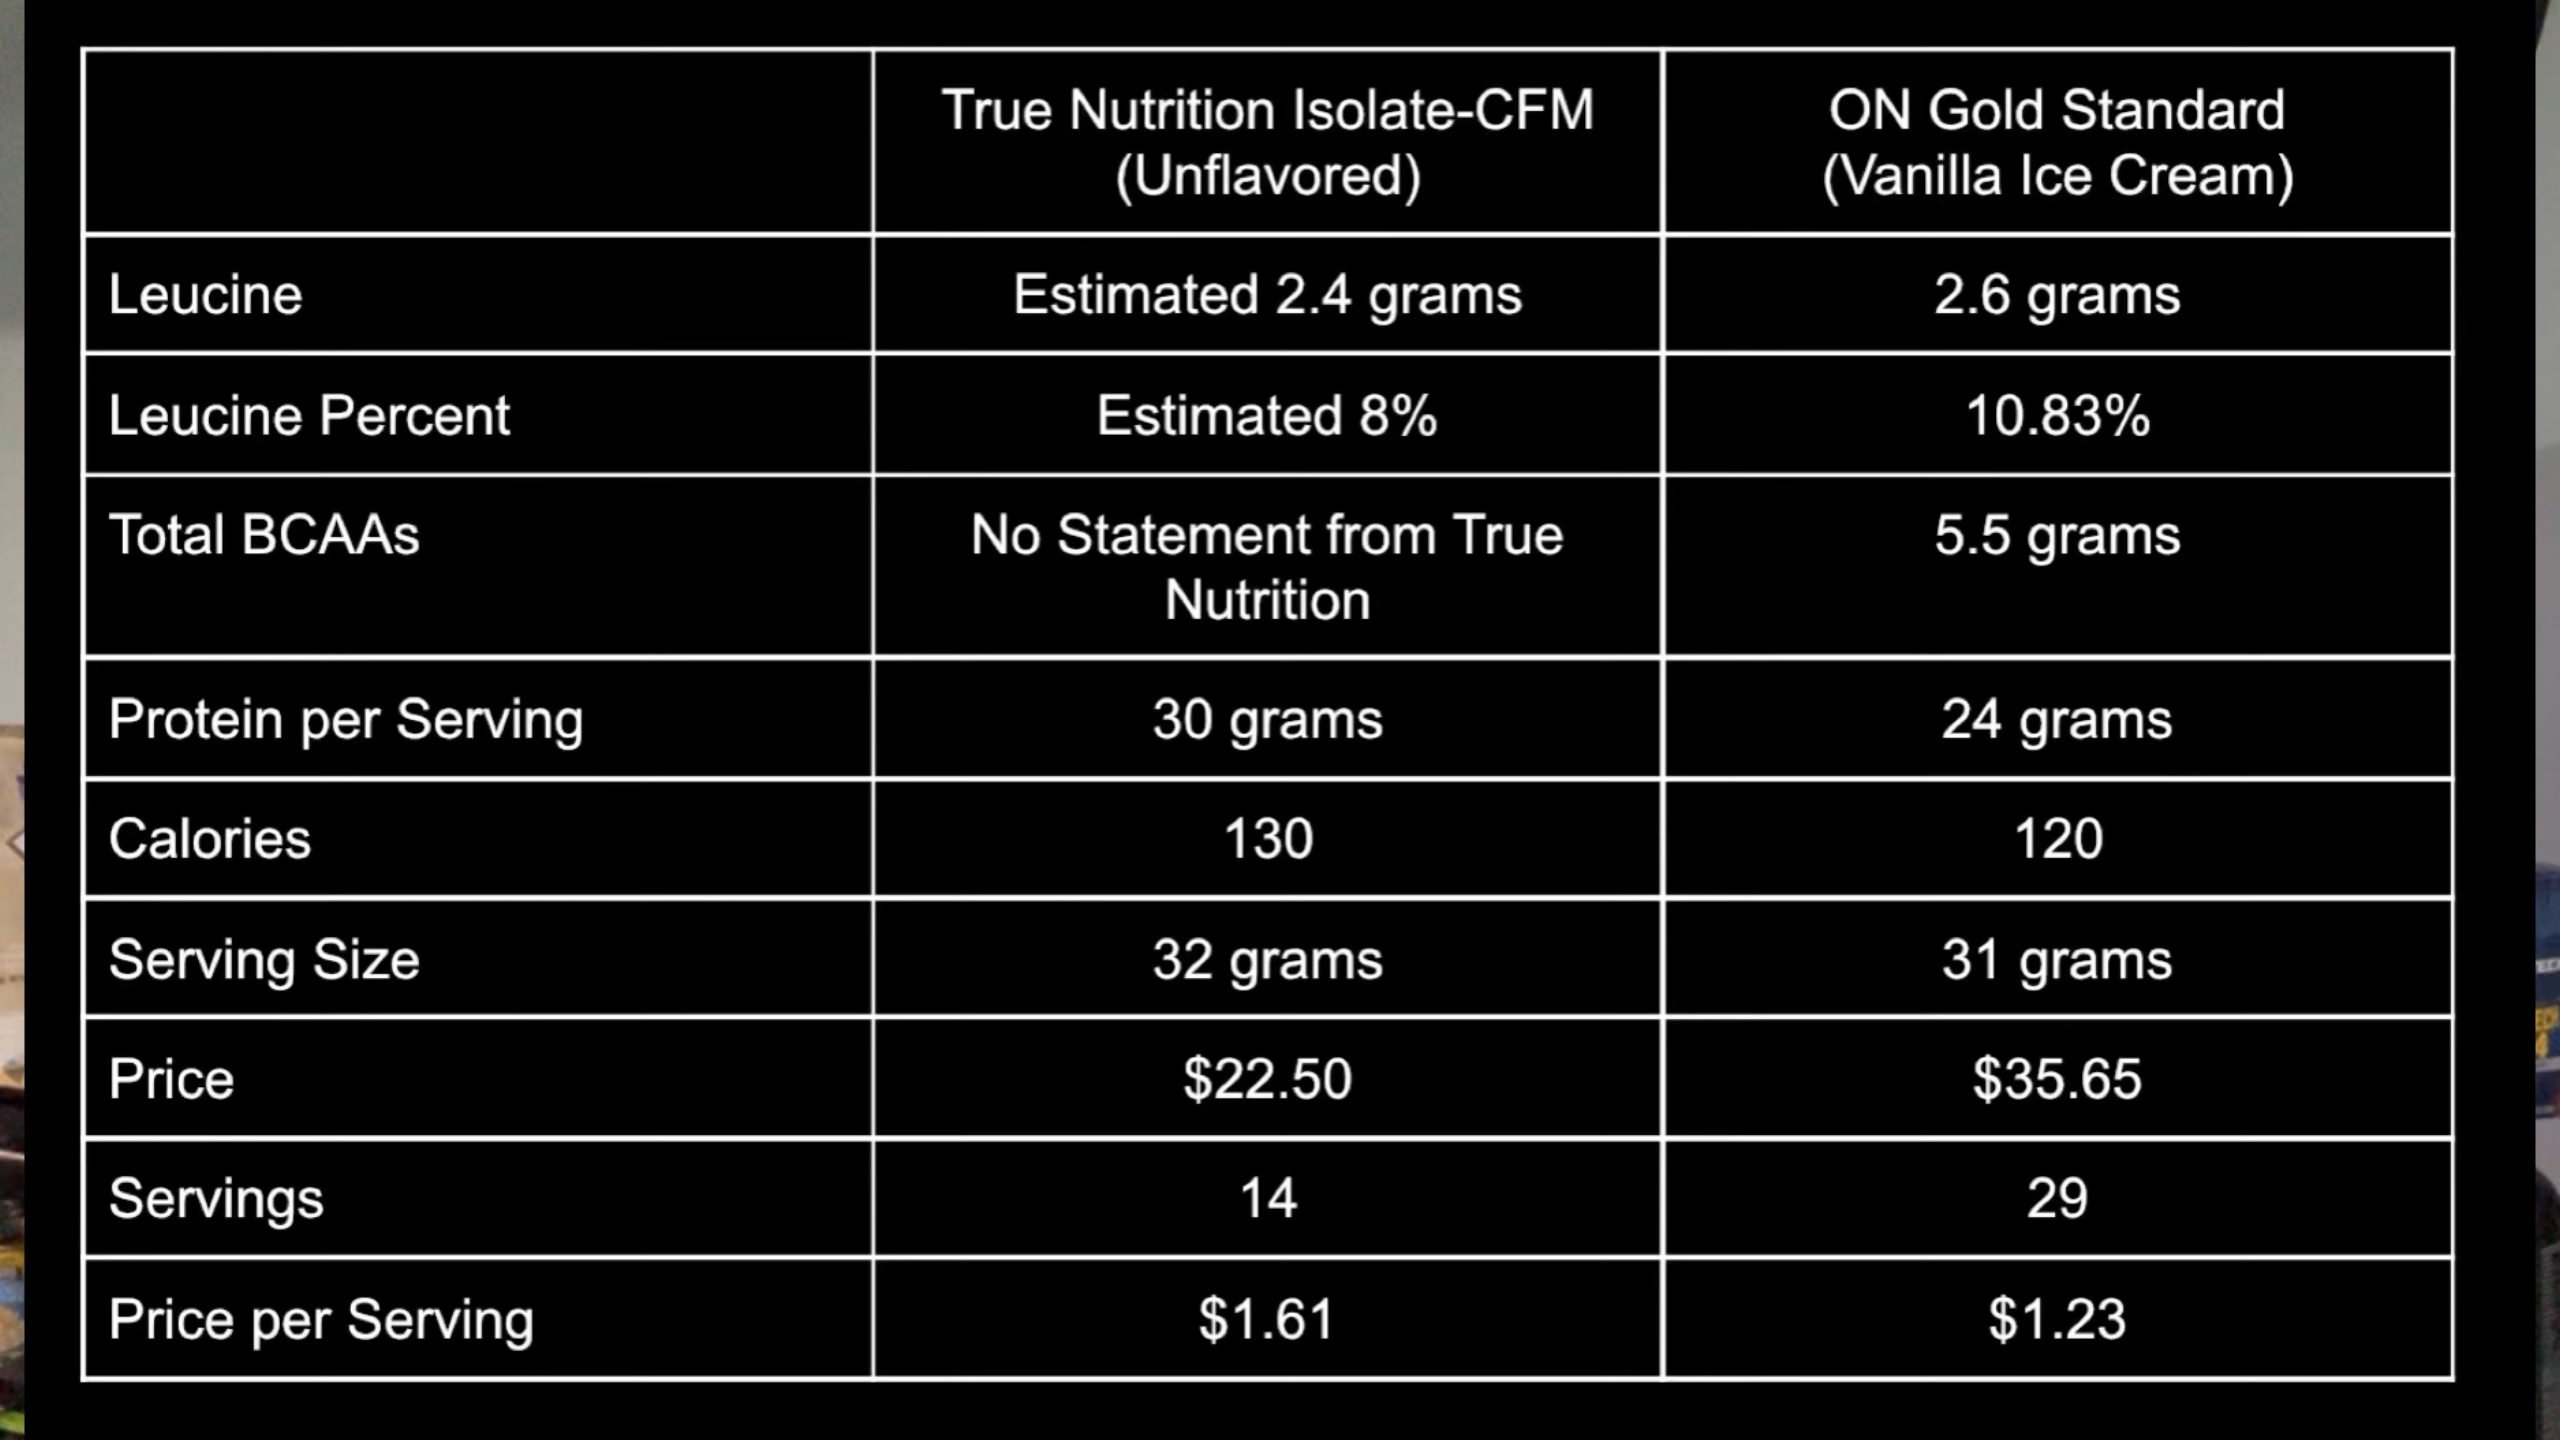 True Nutrition Isolate-CFM
(Unflavored)
ON Gold Standard
(Vanilla Ice Cream)
Leucine
Estimated 2.4 grams
2.6 grams
Leucine Percent
Estimated 8%
10.83%
Total BCAAs
No Statement from True
Nutrition
5.5 grams
Protein per Serving
30 grams
24 grams
Calories
130
120
Serving Size
32 grams
31 grams
Price
$22.50
$35.65
Servings
14
29
Price per Serving
$1.61
$1.23